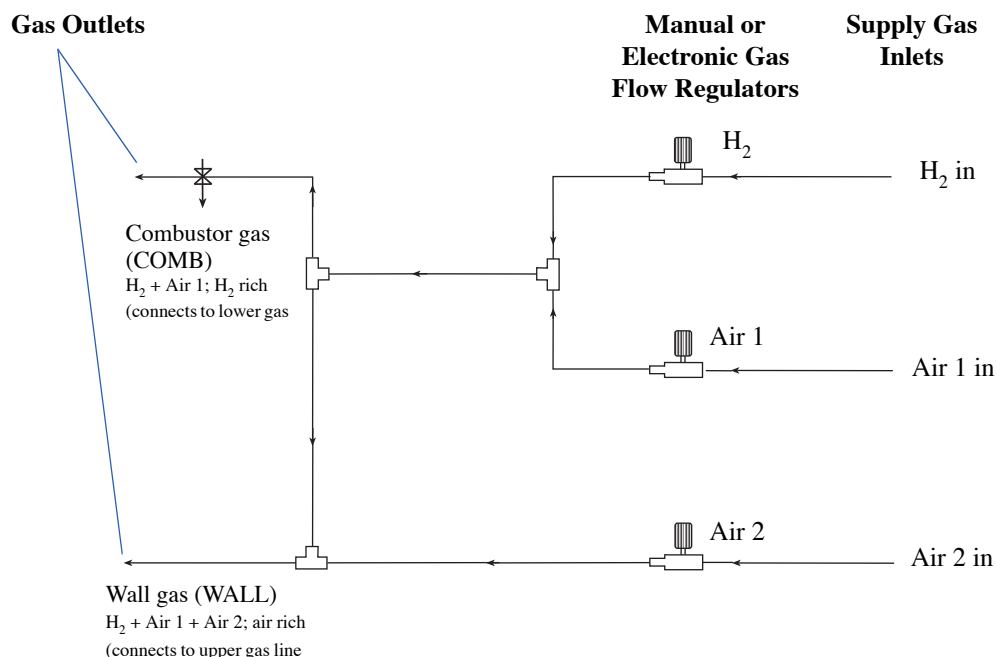 Gas Outlets
Manual or
Electronic Gas
Flow Regulators
Supply Gas
Inlets
H₂
H₂ in
Combustor gas
(COMB)
H₂ + Air 1; H₂ rich
(connects to lower gas
Air 1
Air 1 in
Air 2
Air 2 in
Wall gas (WALL)
H₂ + Air 1 + Air 2; air rich
(connects to upper gas line